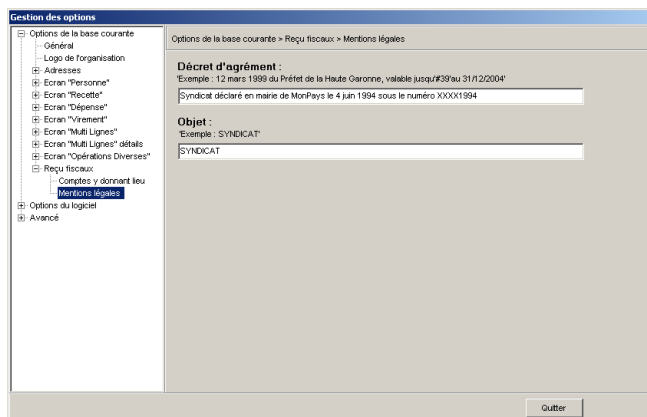 Gestion des options
Options de la base courante
Général
Logo de l'organisation
Adresses
Ecran "Personne"
Ecran "Recette"
Ecran "Dépense"
Ecran "Virement"
Ecran "Multi Lignes"
Ecran "Multi Lignes" détails
Ecran "Opérations Diverses"
Reçu fiscaux
Comptes y donnant lieu
Mentions légales
Options du logiciel
Avancé
Options de la base courante > Reçu fiscaux > Mentions légales
Décret d'agrément :
'Exemple : 12 mars 1999 du Préfet de la Haute Garonne, valable jusqu'#39'au 31/12/2004'
Syndicat déclaré en mairie de MonPays le 4 juin 1994 sous le numéro XXXX1994
Objet :
'Exemple : SYNDICAT'
SYNDICAT
Quitter